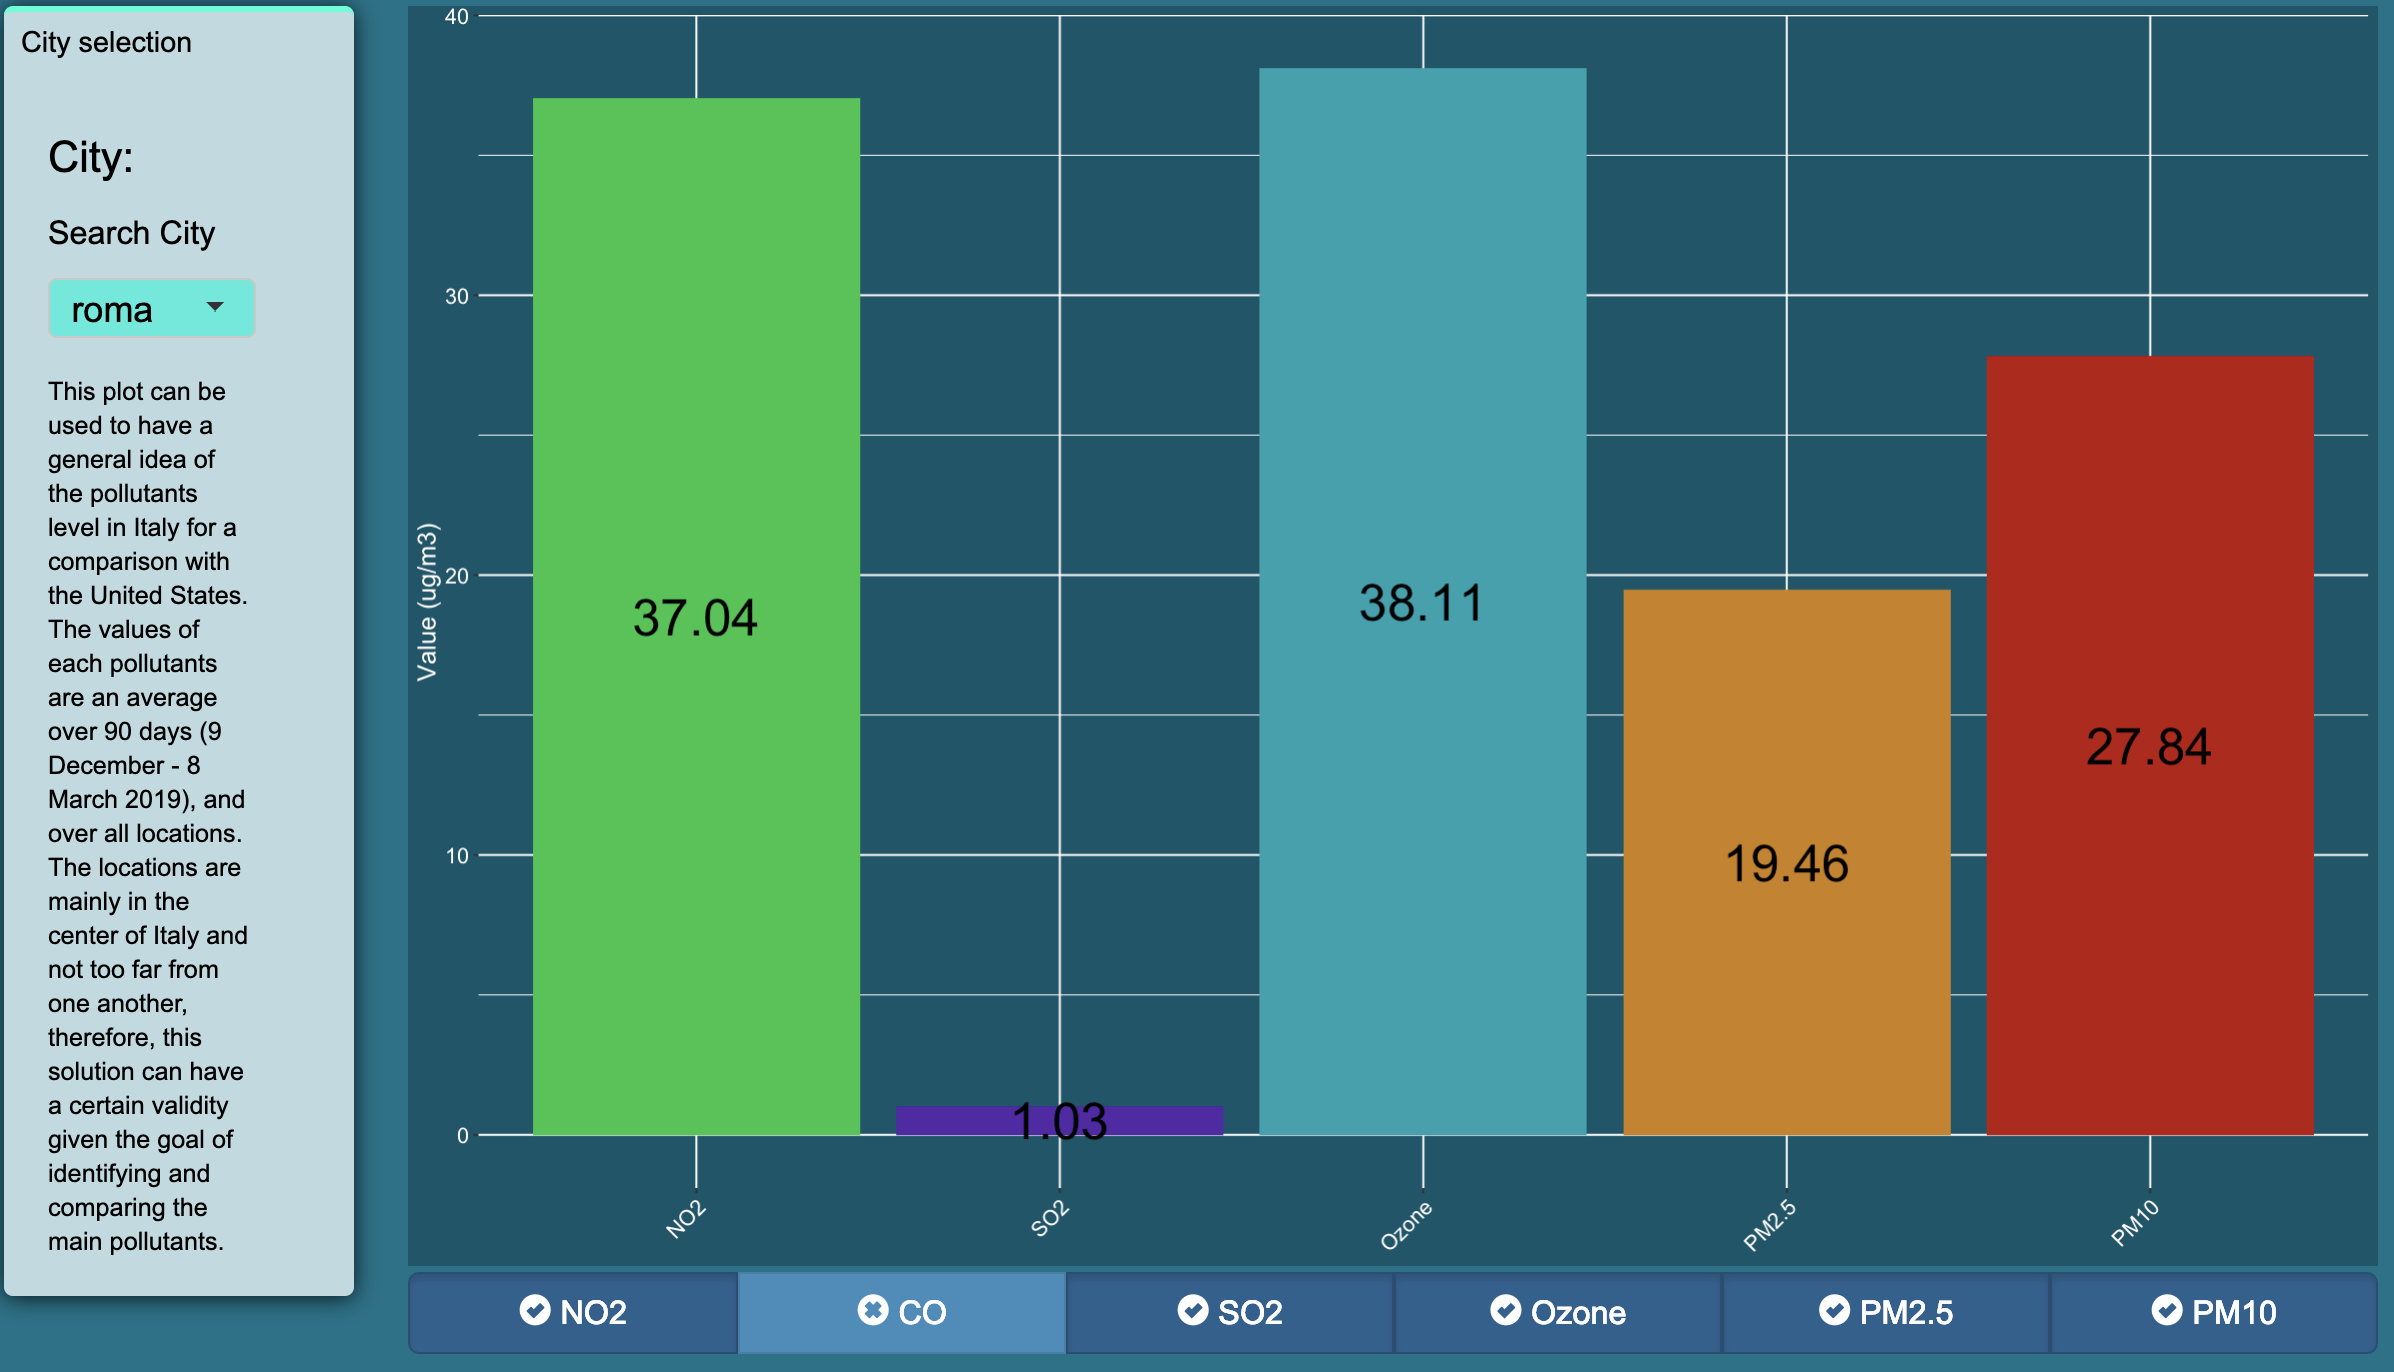 City selection
City:
Search City
roma
This plot can be
used to have a
general idea of
the pollutants
level in Italy for a
comparison with
the United States.
The values of
each pollutants
are an average
over 90 days (9
December - 8
March 2019), and
over all locations.
The locations are
mainly in the
center of Italy and
not too far from
one another,
therefore, this
solution can have
a certain validity
given the goal of
identifying and
comparing the
main pollutants.
Value (ug/m3)
40
30
20
10
0
37.04
1.03
38.11
19.46
27.84
NO2
SO2
Ozone
PM2.5
PM10
NO2
CO
SO2
Ozone
PM2.5
PM10